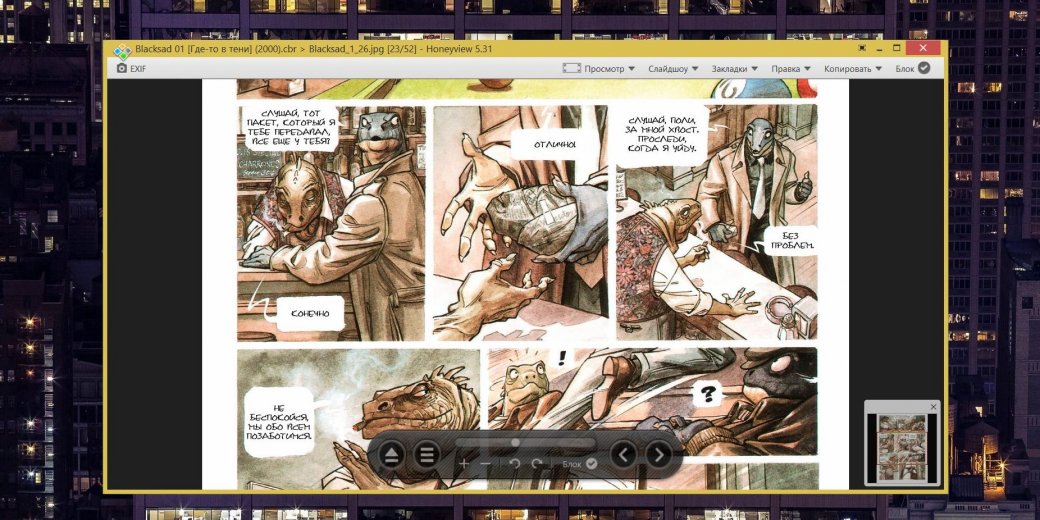 Blacksad 01 [Где-то в тени] (2000).cbr > Blacksad_1_26.jpg [23/52] - Honeyview 5.31
EXIF
Просмотр
Слайдшоу
Закладки
Правка
Копировать
Блок
СЛУШАЙ, ТОТ
ПАКЕТ, КОТОРЫЙ Я
ТЕБЕ ПЕРЕДАВАЛ,
ВСЕ ЕЩЕ У ТЕБЯ?
КОНЕЧНО
ОТЛИЧНО!
СЛУШАЙ, ПОЛИ,
ЗА МНОЙ ХВОСТ.
ПРОСЛЕДИ,
КОГДА Я УЙДУ.
БЕЗ
ПРОБЛЕМ.
НЕ
БЕСПОКОЙСЯ,
МЫ ОБО ВСЕМ
ПОЗАБОТИМСЯ.
!
?
Блок